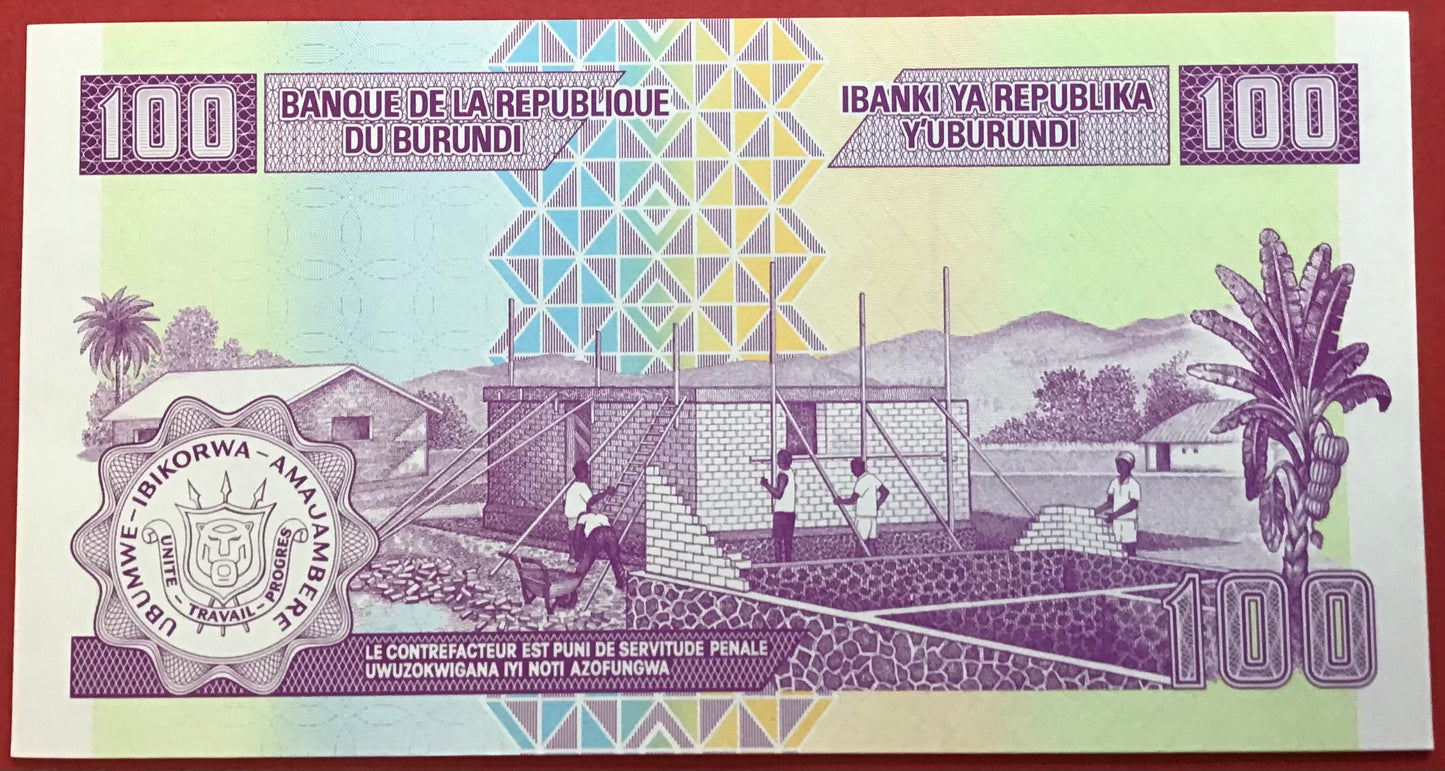 100
BANQUE DE LA REPUBLIQUE
DU BURUNDI
IBANKI YA REPUBLIKA
Y'UBURUNDI
100
UBUMWE - IBIKORWA - AMAJAMBERE
UNITE - TRAVAIL - PROGRES
LE CONTREFACTEUR EST PUNI DE SERVITUDE PENALE
UWUZOKWIGANA IYI NOTI AZOFUNGWA
100